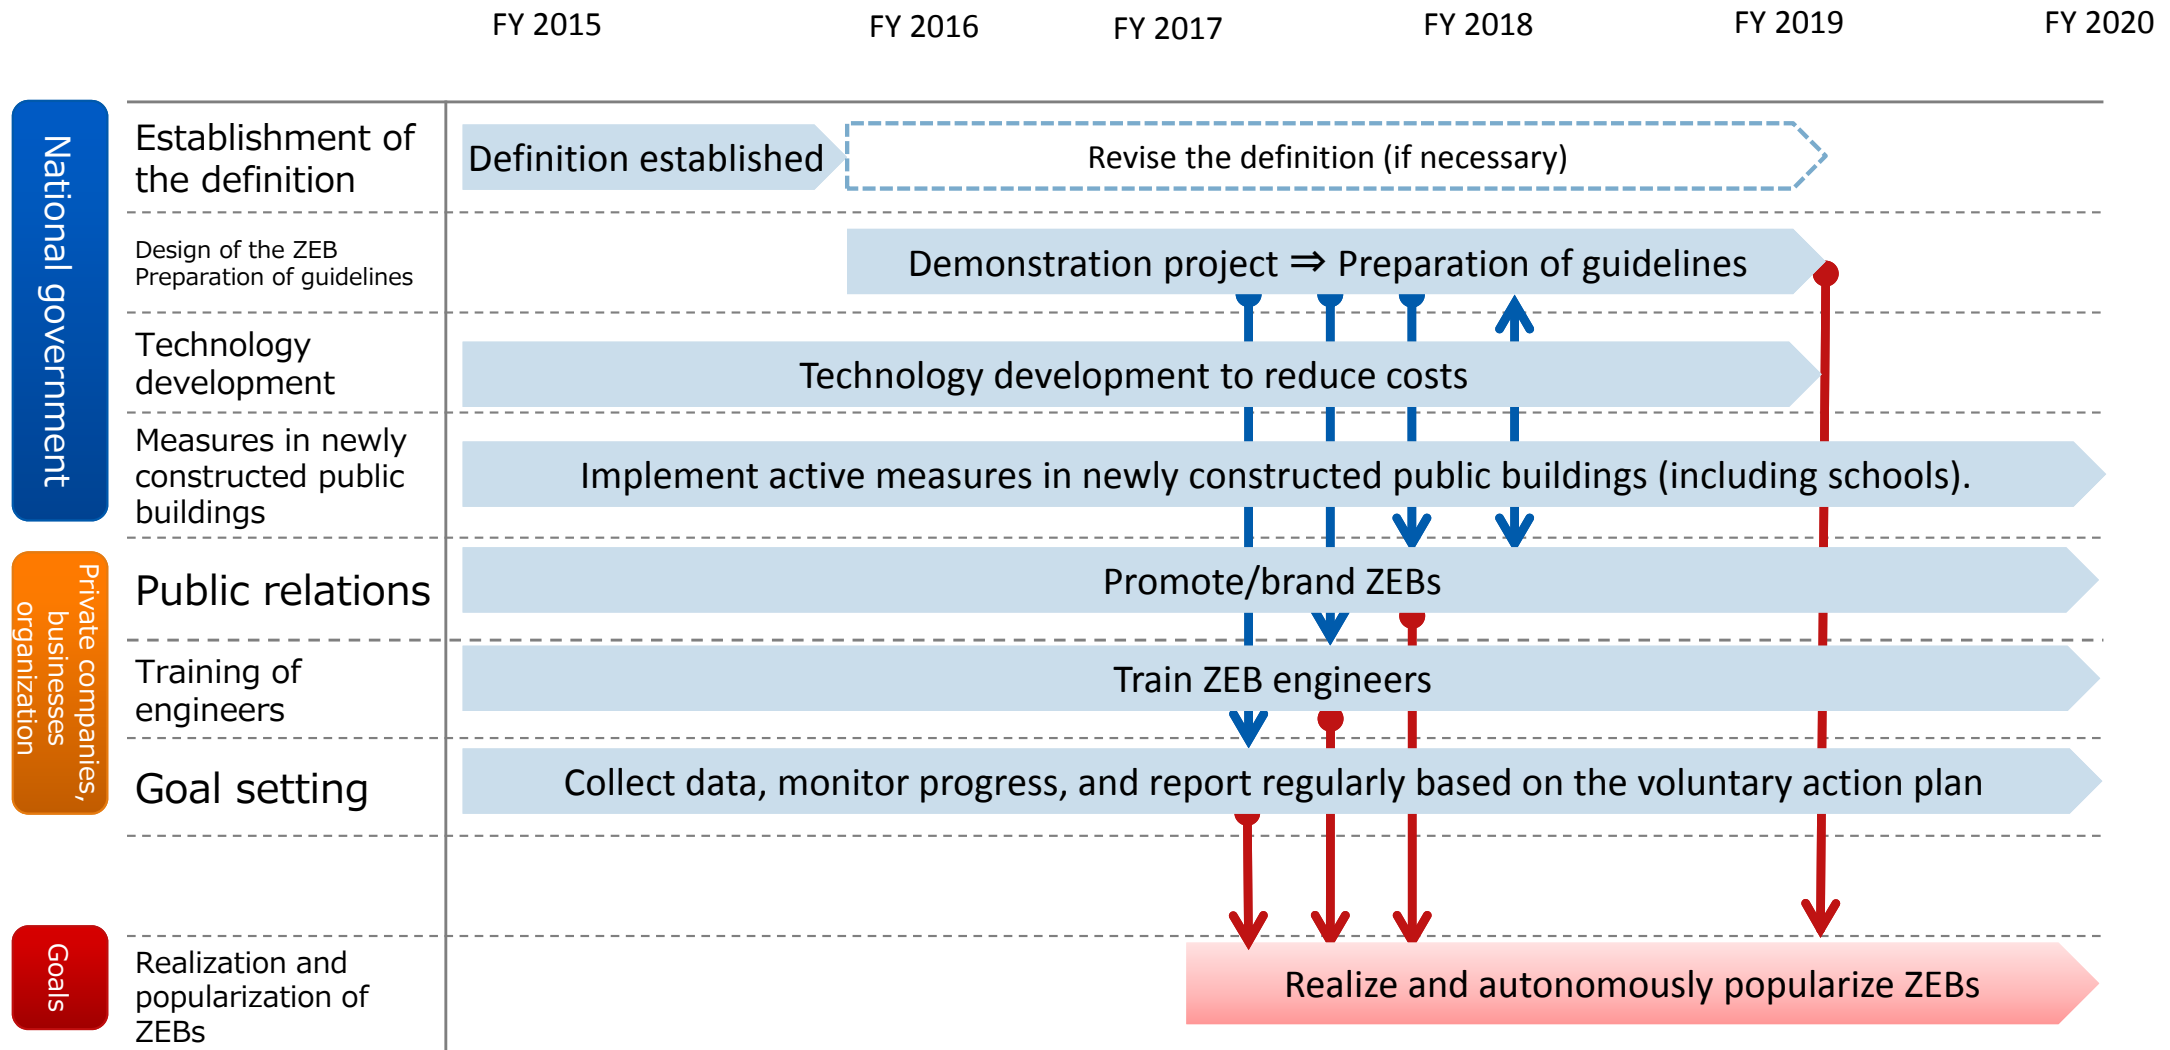 FY 2015 FY 2016 FY 2017 FY 2018 FY 2019 FY 2020
National government
Establishment of
the definition
Definition established
Revise the definition (if necessary)
Design of the ZEB
Preparation of guidelines
Demonstration project ⇒ Preparation of guidelines
Technology
development
Technology development to reduce costs
Measures in newly
constructed public
buildings
Implement active measures in newly constructed public buildings (including schools).
Private companies,
businesses
organization
Public relations
Promote/brand ZEBs
Training of
engineers
Train ZEB engineers
Goal setting
Collect data, monitor progress, and report regularly based on the voluntary action plan
Goals
Realization and
popularization of
ZEBs
Realize and autonomously popularize ZEBs